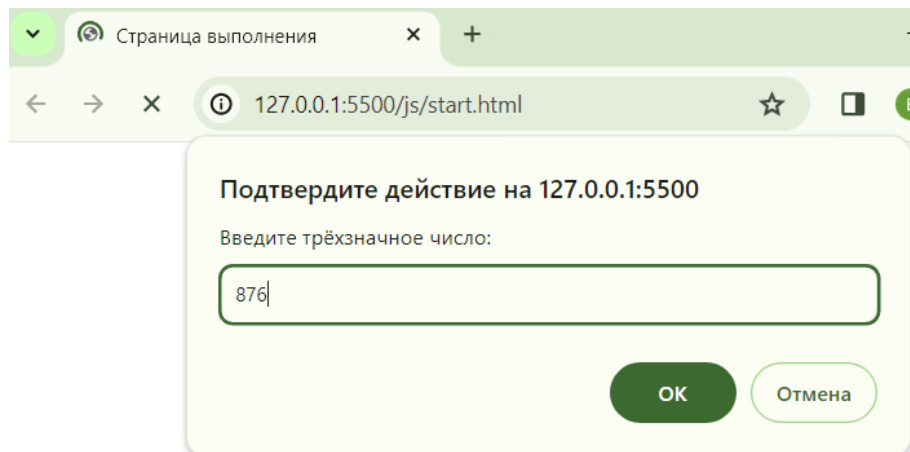 Страница выполнения
127.0.0.1:5500/js/start.html
Подтвердите действие на 127.0.0.1:5500
Введите трёхзначное число:
876
ОК Отмена